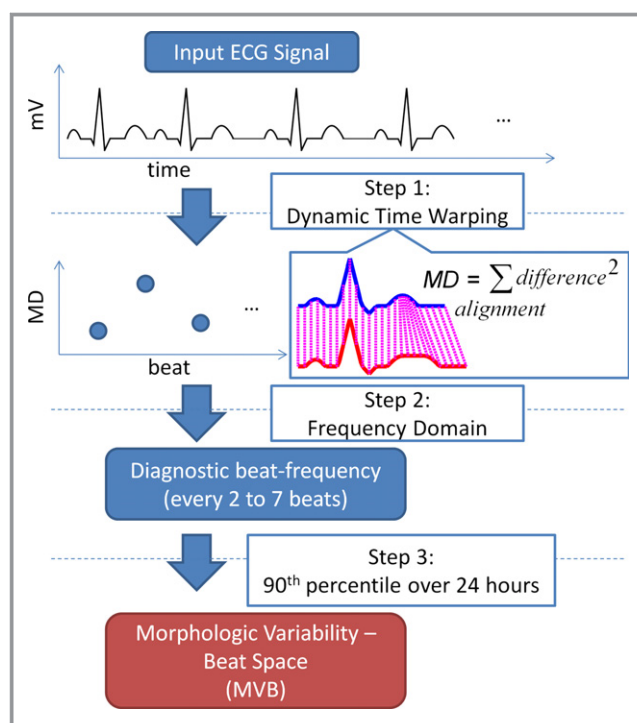 Input ECG Signal
mV
...
time
Step 1:
Dynamic Time Warping
MD
...
beat
MD = ∑ difference²
alignment
Step 2:
Frequency Domain
Diagnostic beat-frequency
(every 2 to 7 beats)
Step 3:
90th percentile over 24 hours
Morphologic Variability –
Beat Space
(MVB)